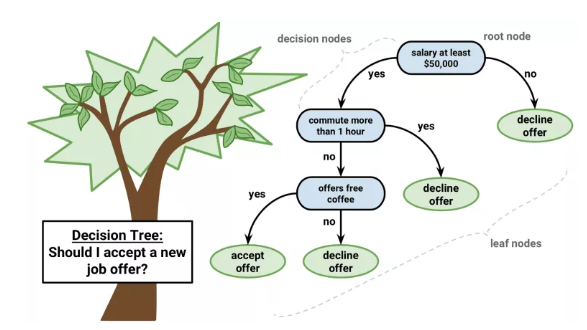 decision nodes
root node
salary at least
$50,000
yes
no
commute more
than 1 hour
decline
offer
yes
no
offers free
coffee
decline
offer
yes
no
accept
offer
decline
offer
leaf nodes
Decision Tree:
Should I accept a new
job offer?